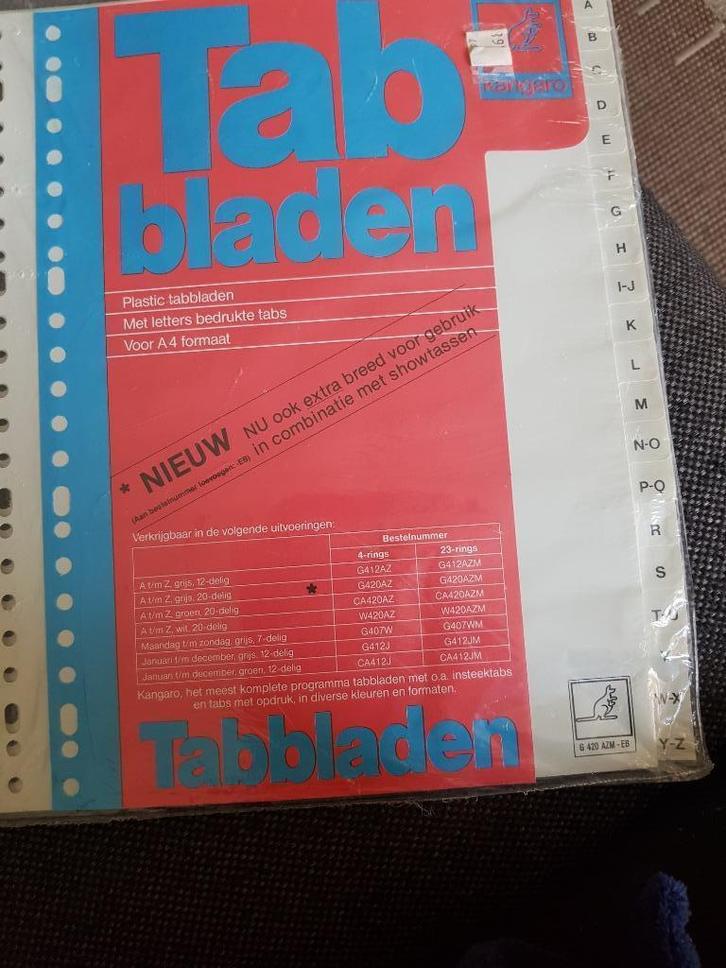 Tab
bladen
Kangaro
Plastic tabbladen
Met letters bedrukte tabs
Voor A4 formaat
* NIEUW NU ook extra breed voor gebruik
in combinatie met showtassen
(Aan bestelnummer toevoegen: -EB)
Verkrijgbaar in de volgende uitvoeringen:
Bestelnummer
4-rings 23-rings
A t/m Z, grijs, 12-delig G412AZ G412AZM
A t/m Z, grijs, 20-delig * G420AZ G420AZM
A t/m Z, groen, 20-delig CA420AZ CA420AZM
A t/m Z, wit, 20-delig W420AZ W420AZM
Maandag t/m zondag, grijs, 7-delig G407W G407WM
Januari t/m december, grijs, 12-delig G412J G412JM
Januari t/m december, groen, 12-delig CA412J CA412JM
Kangaro, het meest komplete programma tabbladen met o.a. insteektabs
en tabs met opdruk, in diverse kleuren en formaten.
Tabbladen
G 420 AZM - EB
A
B
C
D
E
F
G
H
I-J
K
L
M
N-O
P-Q
R
S
T-U
W-X
Y-Z